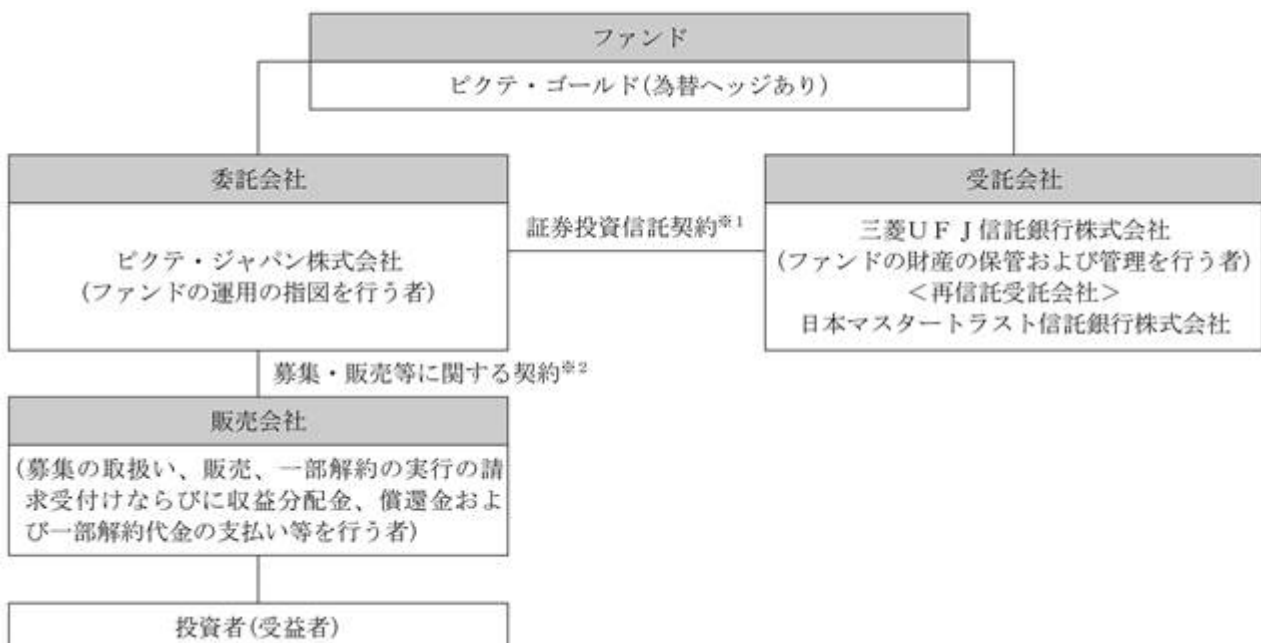 ファンド
ピクテ・ゴールド(為替ヘッジあり)
委託会社
ピクテ・ジャパン株式会社
(ファンドの運用の指図を行う者)
証券投資信託契約※1
受託会社
三菱ＵＦＪ信託銀行株式会社
(ファンドの財産の保管および管理を行う者)
＜再信託受託会社＞
日本マスタートラスト信託銀行株式会社
募集・販売等に関する契約※2
販売会社
(募集の取扱い、販売、一部解約の実行の請
求受付けならびに収益分配金、償還金およ
び一部解約代金の支払い等を行う者)
投資者(受益者)